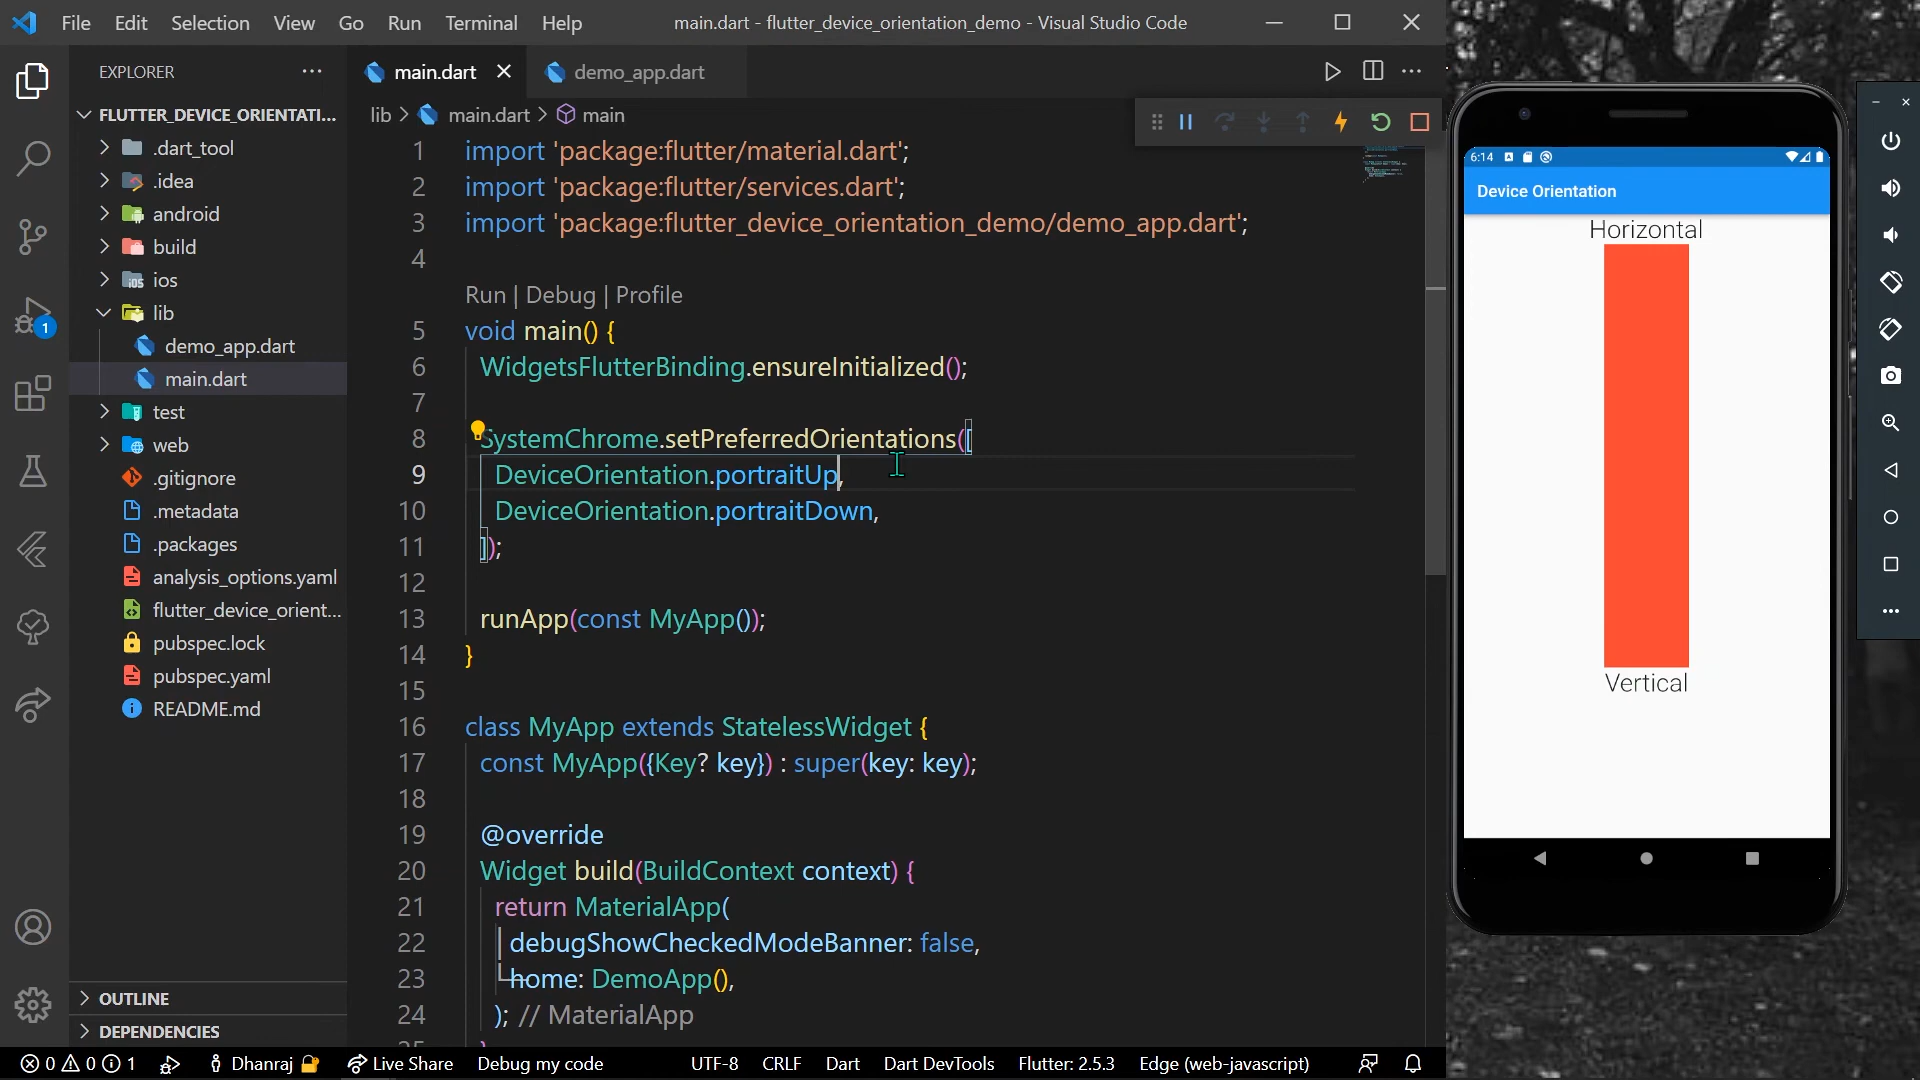 File Edit Selection View Go Run Terminal Help
main.dart - flutter_device_orientation_demo - Visual Studio Code
EXPLORER
FLUTTER_DEVICE_ORIENTATI...
.dart_tool
.idea
android
build
ios
lib
demo_app.dart
main.dart
test
web
.gitignore
.metadata
.packages
analysis_options.yaml
flutter_device_orient...
pubspec.lock
pubspec.yaml
README.md
OUTLINE
DEPENDENCIES
main.dart
demo_app.dart
lib > main.dart > main
1 import 'package:flutter/material.dart';
2 import 'package:flutter/services.dart';
3 import 'package:flutter_device_orientation_demo/demo_app.dart';
4
Run | Debug | Profile
5 void main() {
6 WidgetsFlutterBinding.ensureInitialized();
7
8 SystemChrome.setPreferredOrientations([
9 DeviceOrientation.portraitUp,
10 DeviceOrientation.portraitDown,
11 ]);
12
13 runApp(const MyApp());
14 }
15
16 class MyApp extends StatelessWidget {
17 const MyApp({Key? key}) : super(key: key);
18
19 @override
20 Widget build(BuildContext context) {
21 return MaterialApp(
22 debugShowCheckedModeBanner: false,
23 home: DemoApp(),
24 ); // MaterialApp
25 }
1
0 0 1 Dhanraj Live Share Debug my code UTF-8 CRLF Dart Dart DevTools Flutter: 2.5.3 Edge (web-javascript)
6:14
Device Orientation
Horizontal
Vertical